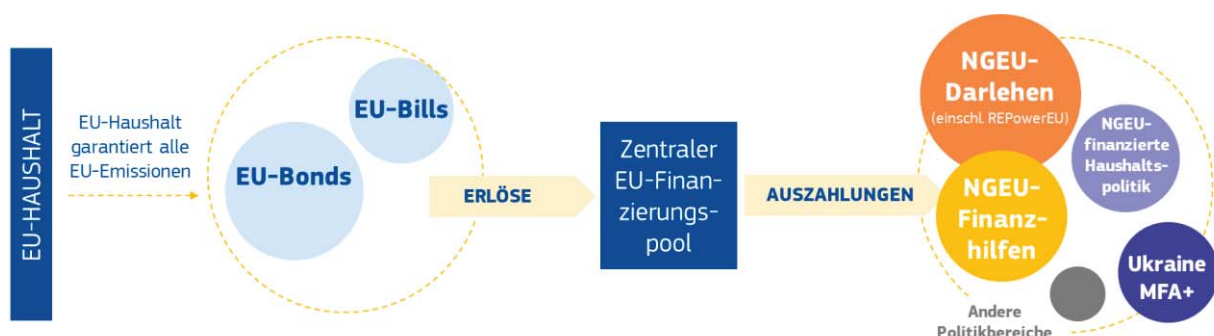 EU-HAUSHALT
EU-Haushalt
garantiert alle
EU-Emissionen
EU-Bills
EU-Bonds
ERLÖSE
Zentraler
EU-Finan-
zierungs-
pool
AUSZAHLUNGEN
NGEU-
Darlehen
(einschl. REPowerEU)
NGEU-
finanzierte
Haushalts-
politik
NGEU-
Finanz-
hilfen
Ukraine
MFA+
Andere
Politikbereiche